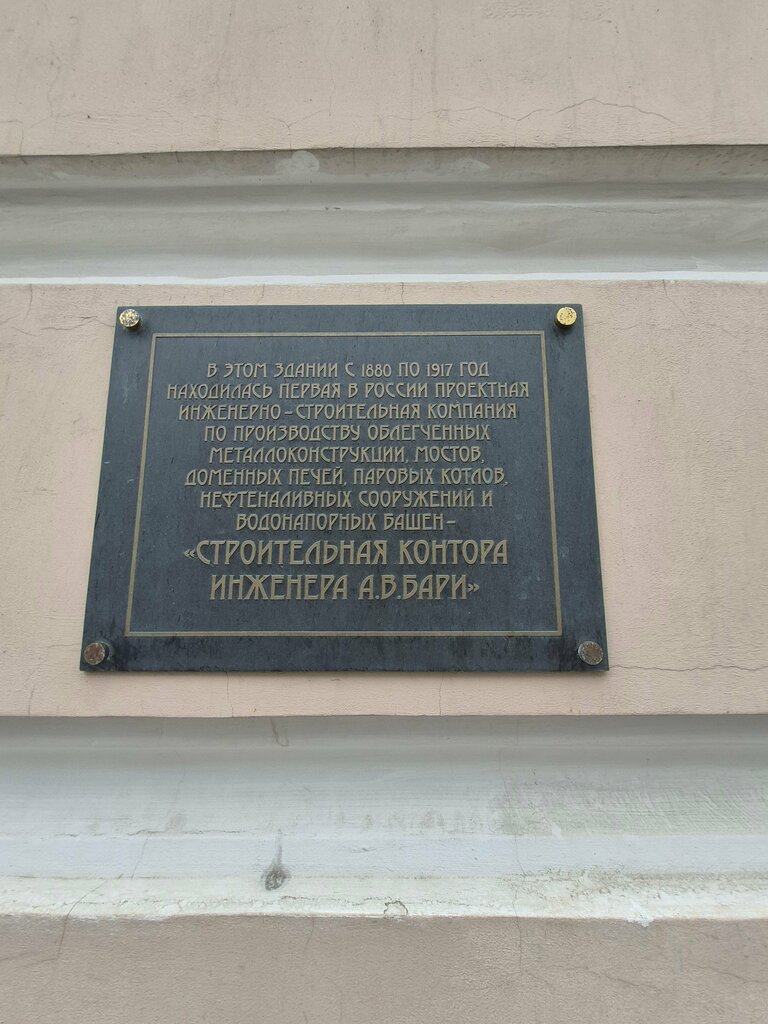 В ЭТОМ ЗДАНИИ С 1880 ПО 1917 ГОД
НАХОДИЛАСЬ ПЕРВАЯ В РОССИИ ПРОЕКТНАЯ
ИНЖЕНЕРНО-СТРОИТЕЛЬНАЯ КОМПАНИЯ
ПО ПРОИЗВОДСТВУ ОБЛЕГЧЕННЫХ
МЕТАЛЛОКОНСТРУКЦИИ, МОСТОВ,
ДОМЕННЫХ ПЕЧЕЙ, ПАРОВЫХ КОТЛОВ,
НЕФТЕНАЛИВНЫХ СООРУЖЕНИЙ И
ВОДОНАПОРНЫХ БАШЕН-
«СТРОИТЕЛЬНАЯ КОНТОРА
ИНЖЕНЕРА А.В.БАРИ»